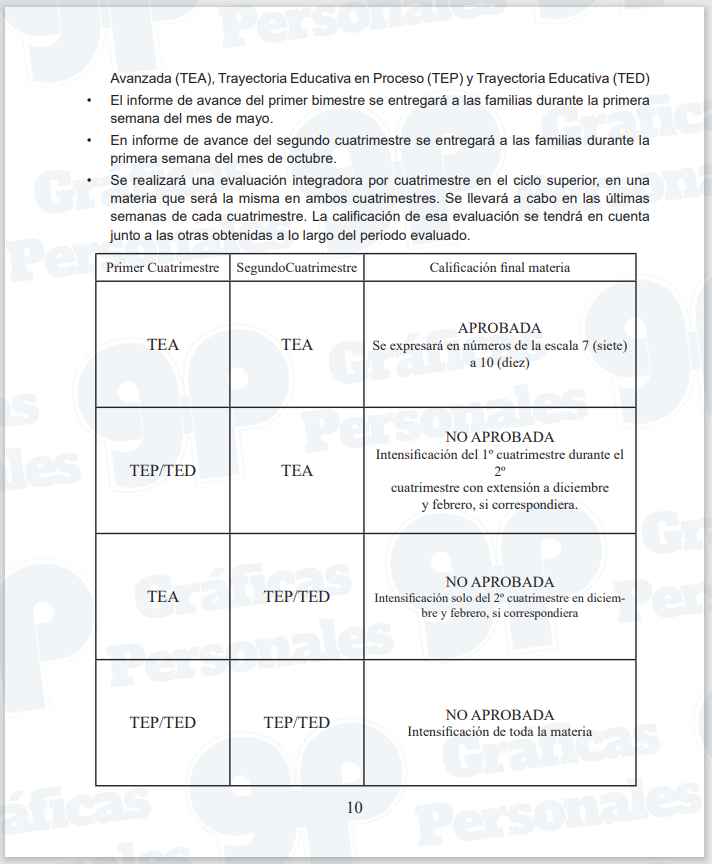 Avanzada (TEA), Trayectoria Educativa en Proceso (TEP) y Trayectoria Educativa (TED)
• El informe de avance del primer bimestre se entregará a las familias durante la primera
semana del mes de mayo.
• En informe de avance del segundo cuatrimestre se entregará a las familias durante la
primera semana del mes de octubre.
• Se realizará una evaluación integradora por cuatrimestre en el ciclo superior, en una
materia que será la misma en ambos cuatrimestres. Se llevará a cabo en las últimas
semanas de cada cuatrimestre. La calificación de esa evaluación se tendrá en cuenta
junto a las otras obtenidas a lo largo del período evaluado.
Primer Cuatrimestre SegundoCuatrimestre Calificación final materia
TEA TEA APROBADA
Se expresará en números de la escala 7 (siete)
a 10 (diez)
TEP/TED TEA NO APROBADA
Intensificación del 1º cuatrimestre durante el
2º
cuatrimestre con extensión a diciembre
y febrero, si correspondiera.
TEA TEP/TED NO APROBADA
Intensificación solo del 2º cuatrimestre en diciem-
bre y febrero, si correspondiera
TEP/TED TEP/TED NO APROBADA
Intensificación de toda la materia
10
gp Gráficas
Personales